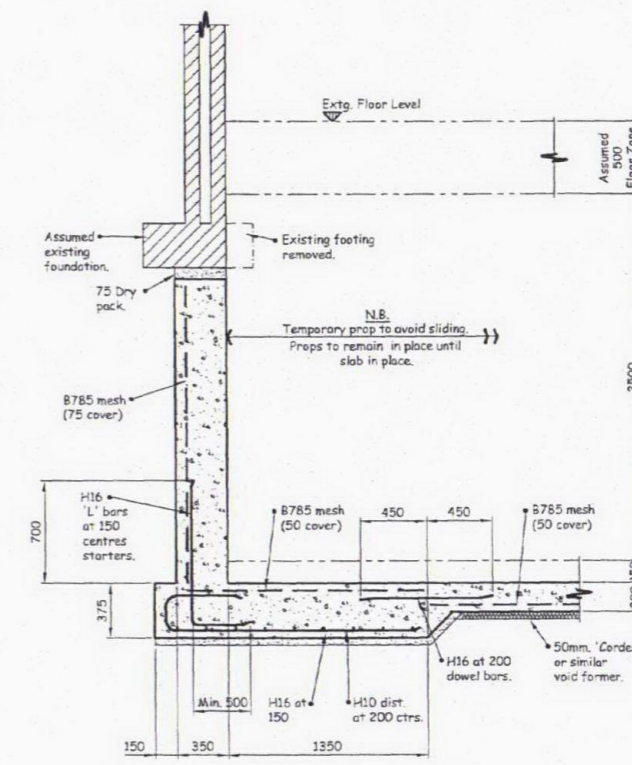 Extg. Floor Level
Assumed
500
Floor Zone
Assumed
existing
foundation.
Existing footing
removed.
75 Dry
pack.
N.B.
Temporary prop to avoid sliding.
Props to remain in place until
slab in place.
B785 mesh
(75 cover)
H16
'L' bars
at 150
centres
starters.
700
B785 mesh
(50 cover)
450
450
B785 mesh
(50 cover)
375
Min. 500
H16 at
150
H10 dist.
at 200 ctrs.
H16 at 200
dowel bars.
50mm. 'Corde
or similar
void former.
150
350
1350